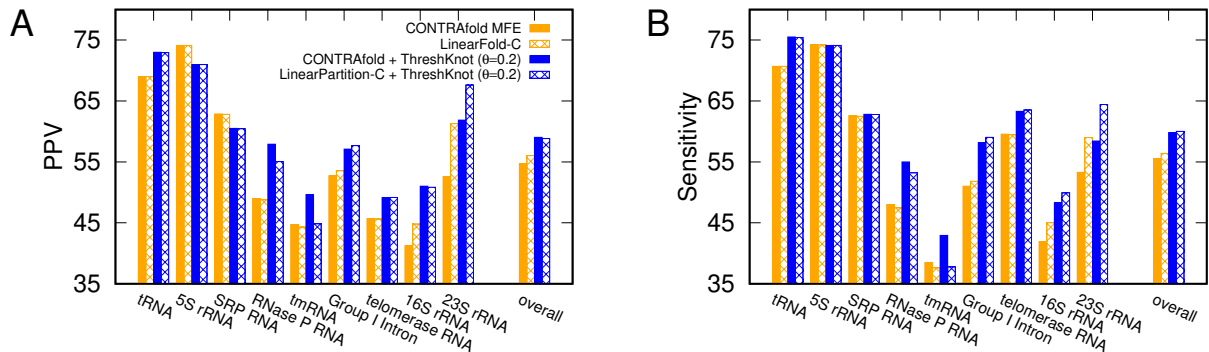 A
PPV
75
65
55
45
35
CONTRAfold MFE
LinearFold-C
CONTRAfold + ThreshKnot (θ=0.2)
LinearPartition-C + ThreshKnot (θ=0.2)
tRNA
5S rRNA
SRP RNA
RNase P RNA
tmRNA
Group I Intron
telomerase RNA
16S rRNA
23S rRNA
overall
B
Sensitivity
75
65
55
45
35
tRNA
5S rRNA
SRP RNA
RNase P RNA
tmRNA
Group I Intron
telomerase RNA
16S rRNA
23S rRNA
overall